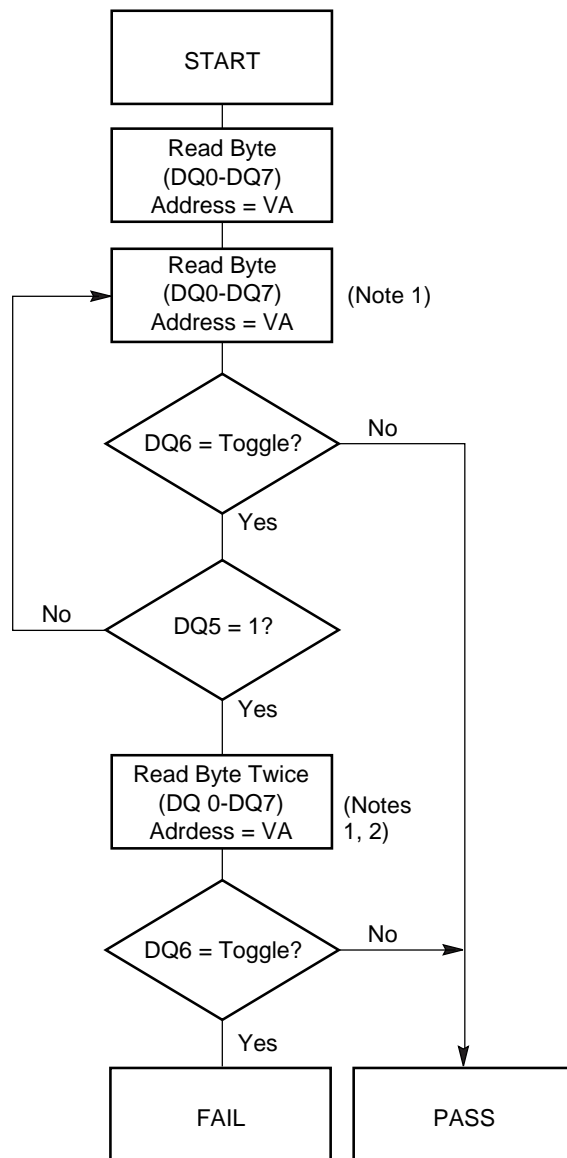 START
Read Byte
(DQ0-DQ7)
Address = VA
Read Byte
(DQ0-DQ7)
Address = VA
(Note 1)
DQ6 = Toggle?
No
Yes
No
DQ5 = 1?
Yes
Read Byte Twice
(DQ 0-DQ7)
Adrdess = VA
(Notes
1, 2)
DQ6 = Toggle?
No
Yes
FAIL
PASS